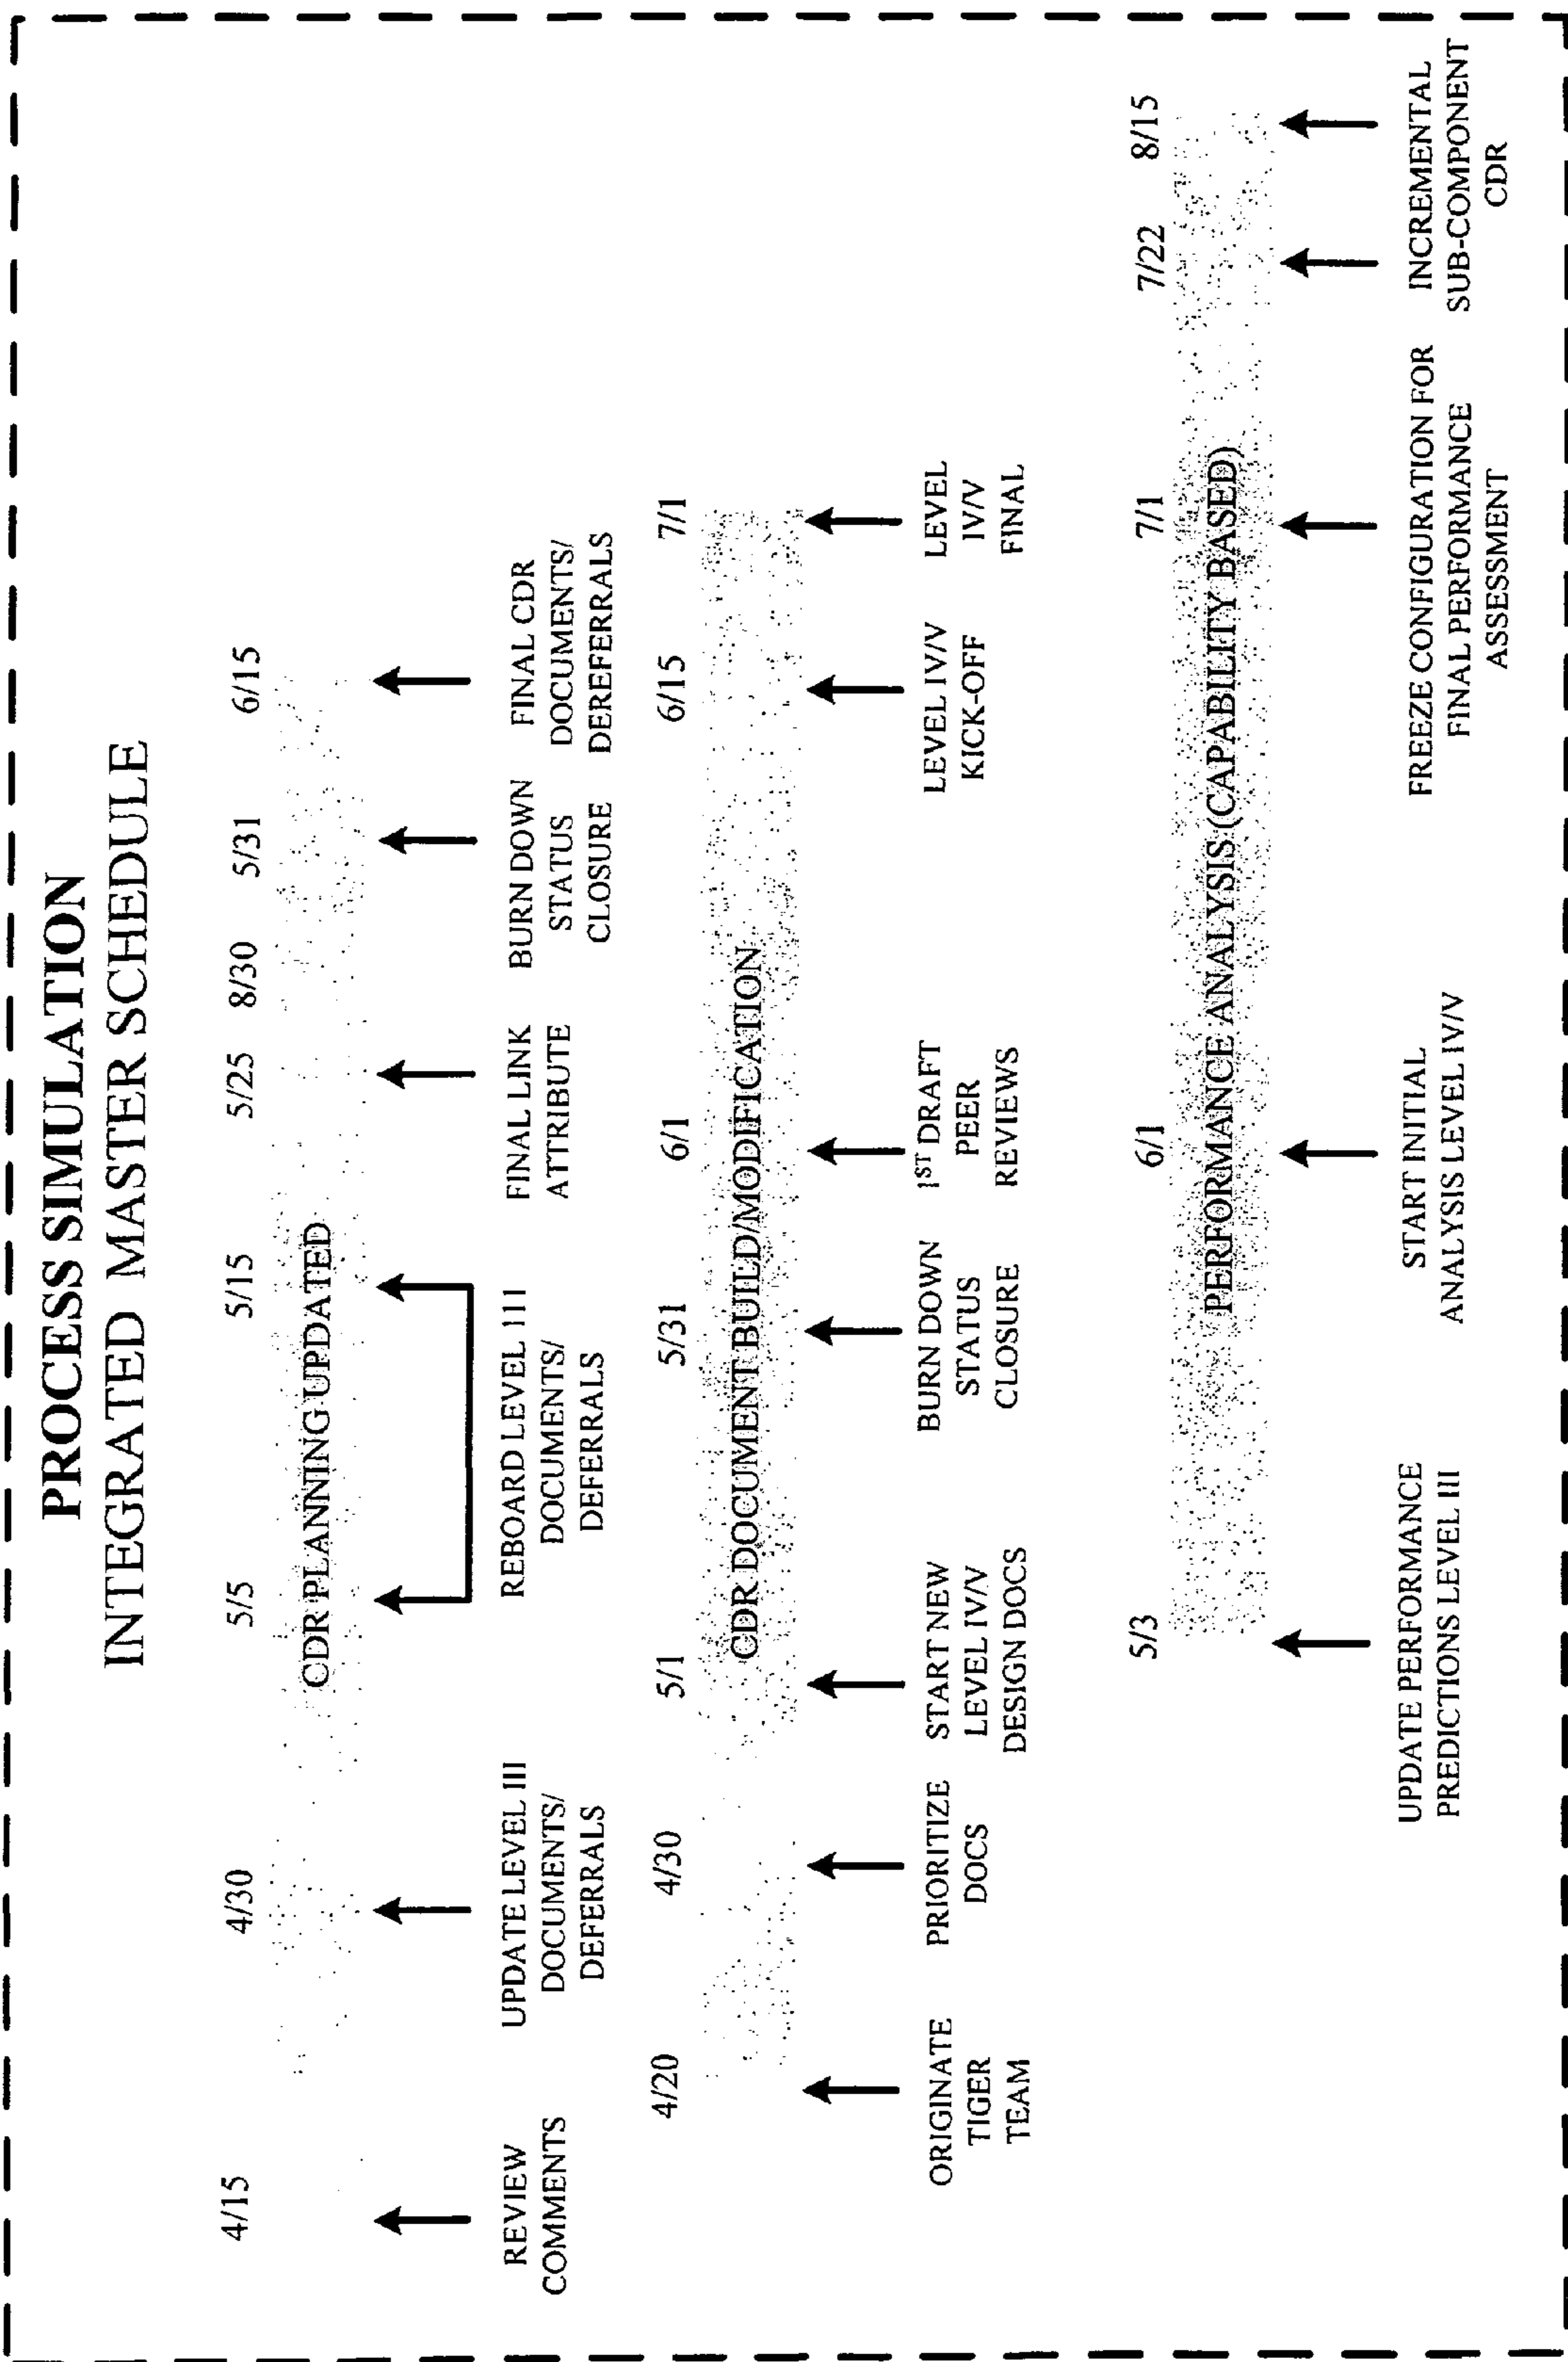 PROCESS SIMULATION
INTEGRATED MASTER SCHEDULE
4/15
4/30
5/5
5/15
5/25
8/30
5/31
6/15
CDR PLANNING UPDATED
REVIEW
COMMENTS
UPDATE LEVEL III
DOCUMENTS/
DEFERRALS
REBOARD LEVEL 111
DOCUMENTS/
DEFERRALS
FINAL LINK
ATTRIBUTE
BURN DOWN
STATUS
CLOSURE
FINAL CDR
DOCUMENTS/
DEREFERRALS
4/20
4/30
5/1
5/31
6/1
6/15
7/1
CDR DOCUMENT BUILD/MODIFICATION
ORIGINATE
TIGER
TEAM
PRIORITIZE
DOCS
START NEW
LEVEL IV/V
DESIGN DOCS
BURN DOWN
STATUS
CLOSURE
1ST DRAFT
PEER
REVIEWS
LEVEL IV/V
KICK-OFF
LEVEL
IV/V
FINAL
5/3
6/1
7/1
7/22
8/15
PERFORMANCE ANALYSIS (CAPABILITY BASED)
UPDATE PERFORMANCE
PREDICTIONS LEVEL III
START INITIAL
ANALYSIS LEVEL IV/V
FREEZE CONFIGURATION FOR
FINAL PERFORMANCE
ASSESSMENT
INCREMENTAL
SUB-COMPONENT
CDR